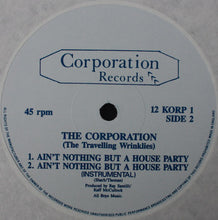 Corporation
Records
45 rpm
12 KORP 1
SIDE 2
THE CORPORATION
(The Travelling Wrinklies)
1. AIN'T NOTHING BUT A HOUSE PARTY
2. AIN'T NOTHING BUT A HOUSE PARTY
(INSTRUMENTAL)
(Sharh/Thomas)
Produced by Ray Santilli/
Ralf McCulloch
All Boys Music